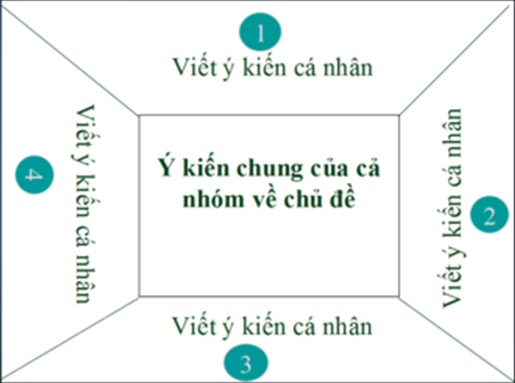 1
Viết ý kiến cá nhân
4
Viết ý kiến cá nhân
Ý kiến chung của cả
nhóm về chủ đề
Viết ý kiến cá nhân
2
Viết ý kiến cá nhân
3